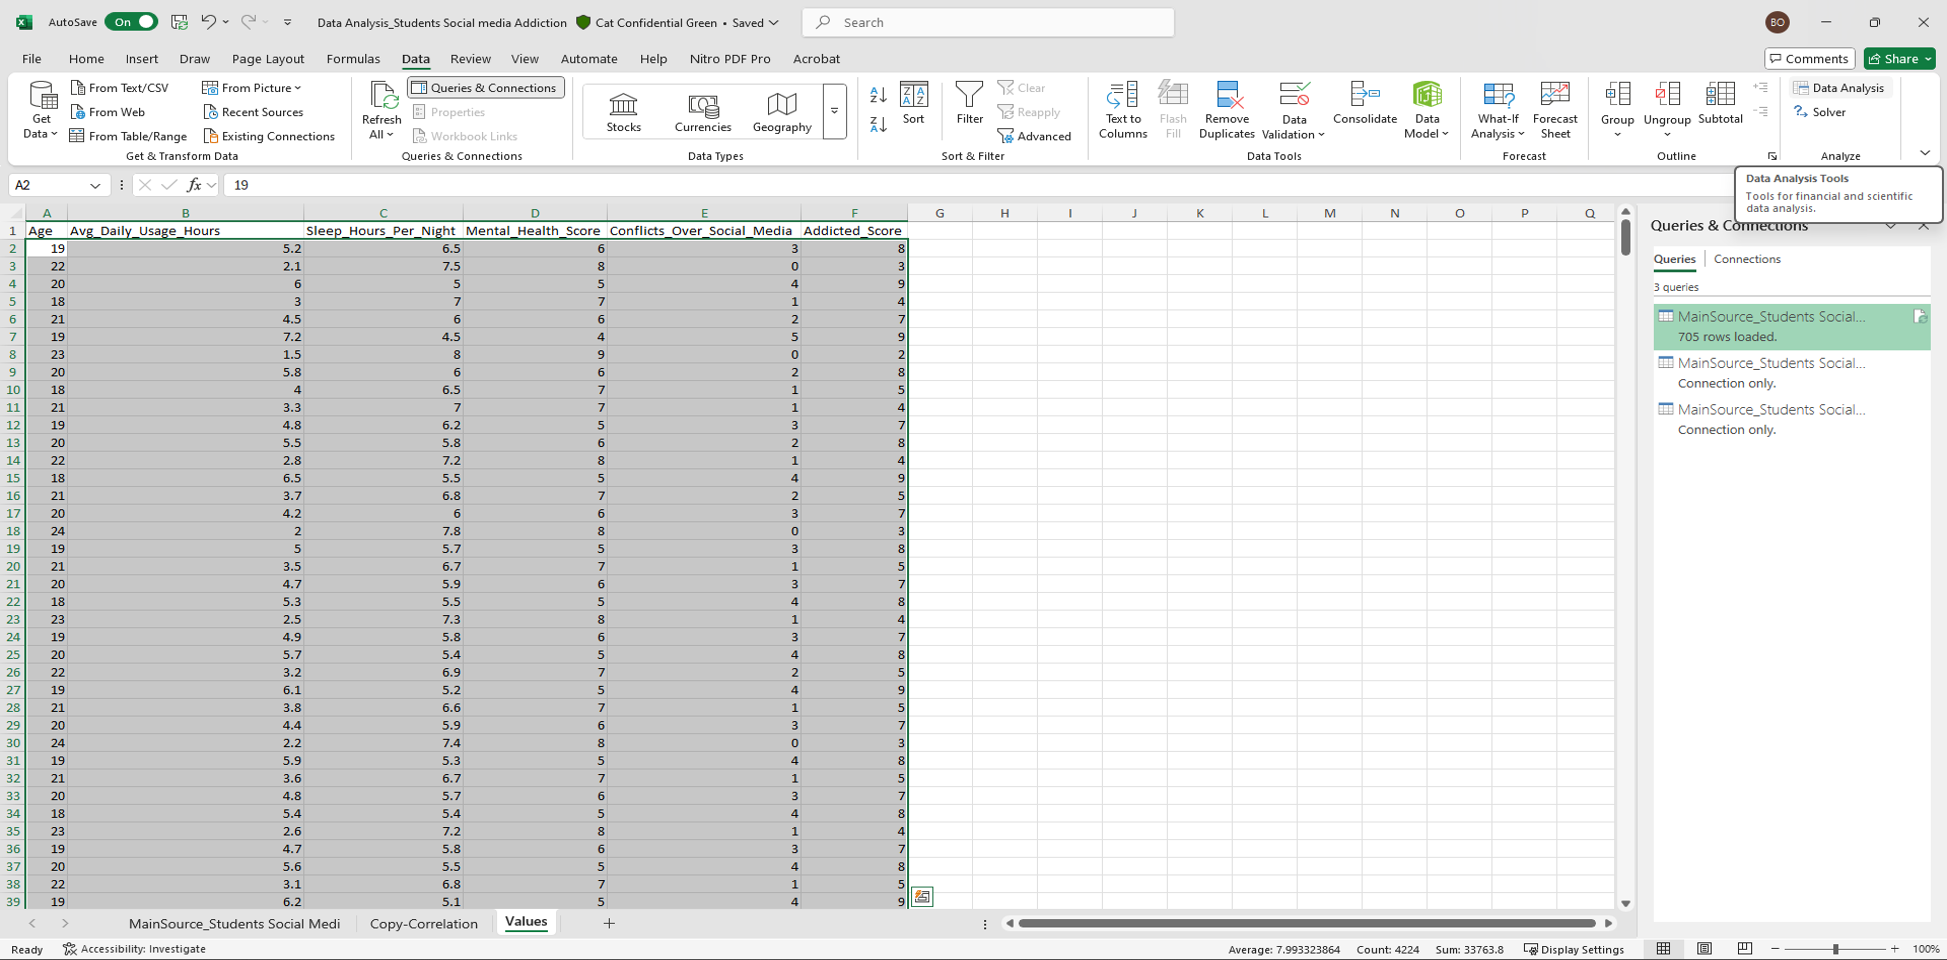 AutoSave On Data Analysis_Students Social media Addiction Cat Confidential Green • Saved Search BO
File Home Insert Draw Page Layout Formulas Data Review View Automate Help Nitro PDF Pro Acrobat Comments Share
Get Data From Text/CSV From Web From Table/Range From Picture Recent Sources Existing Connections
Refresh All Queries & Connections Properties Workbook Links
Stocks Currencies Geography
Sort Filter Clear Reapply Advanced
Text to Columns Flash Fill Remove Duplicates Data Validation Consolidate Data Model
What-If Analysis Forecast Sheet
Group Ungroup Subtotal
Data Analysis Solver
Get & Transform Data Queries & Connections Data Types Sort & Filter Data Tools Forecast Outline Analyze
A2 fx 19
Data Analysis Tools
Tools for financial and scientific
data analysis.
A B C D E F G H I J K L M N O P Q
1 Age Avg_Daily_Usage_Hours Sleep_Hours_Per_Night Mental_Health_Score Conflicts_Over_Social_Media Addicted_Score
2 19 5.2 6.5 6 3 8
3 22 2.1 7.5 8 0 3
4 20 6 5 5 4 9
5 18 3 7 7 1 4
6 21 4.5 6 6 2 7
7 19 7.2 4.5 4 5 9
8 23 1.5 8 9 0 2
9 20 5.8 6 6 2 8
10 18 4 6.5 7 1 5
11 21 3.3 7 7 1 4
12 19 4.8 6.2 5 3 7
13 20 5.5 5.8 6 2 8
14 22 2.8 7.2 8 1 4
15 18 6.5 5.5 5 4 9
16 21 3.7 6.8 7 2 5
17 20 4.2 6 6 3 7
18 24 2 7.8 8 0 3
19 19 5 5.7 5 3 8
20 21 3.5 6.7 7 1 5
21 20 4.7 5.9 6 3 7
22 18 5.3 5.5 5 4 8
23 23 2.5 7.3 8 1 4
24 19 4.9 5.8 6 3 7
25 20 5.7 5.4 5 4 8
26 22 3.2 6.9 7 2 5
27 19 6.1 5.2 5 4 9
28 21 3.8 6.6 7 1 5
29 20 4.4 5.9 6 3 7
30 24 2.2 7.4 8 0 3
31 19 5.9 5.3 5 4 8
32 21 3.6 6.7 7 1 5
33 20 4.8 5.7 6 3 7
34 18 5.4 5.4 5 4 8
35 23 2.6 7.2 8 1 4
36 19 4.7 5.8 6 3 7
37 20 5.6 5.5 5 4 8
38 22 3.1 6.8 7 1 5
39 19 6.2 5.1 5 4 9
Queries & Connections
Queries Connections
3 queries
MainSource_Students Social...
705 rows loaded.
MainSource_Students Social...
Connection only.
MainSource_Students Social...
Connection only.
MainSource_Students Social Medi Copy-Correlation Values
Ready Accessibility: Investigate Average: 7.993323864 Count: 4224 Sum: 33763.8 Display Settings 100%